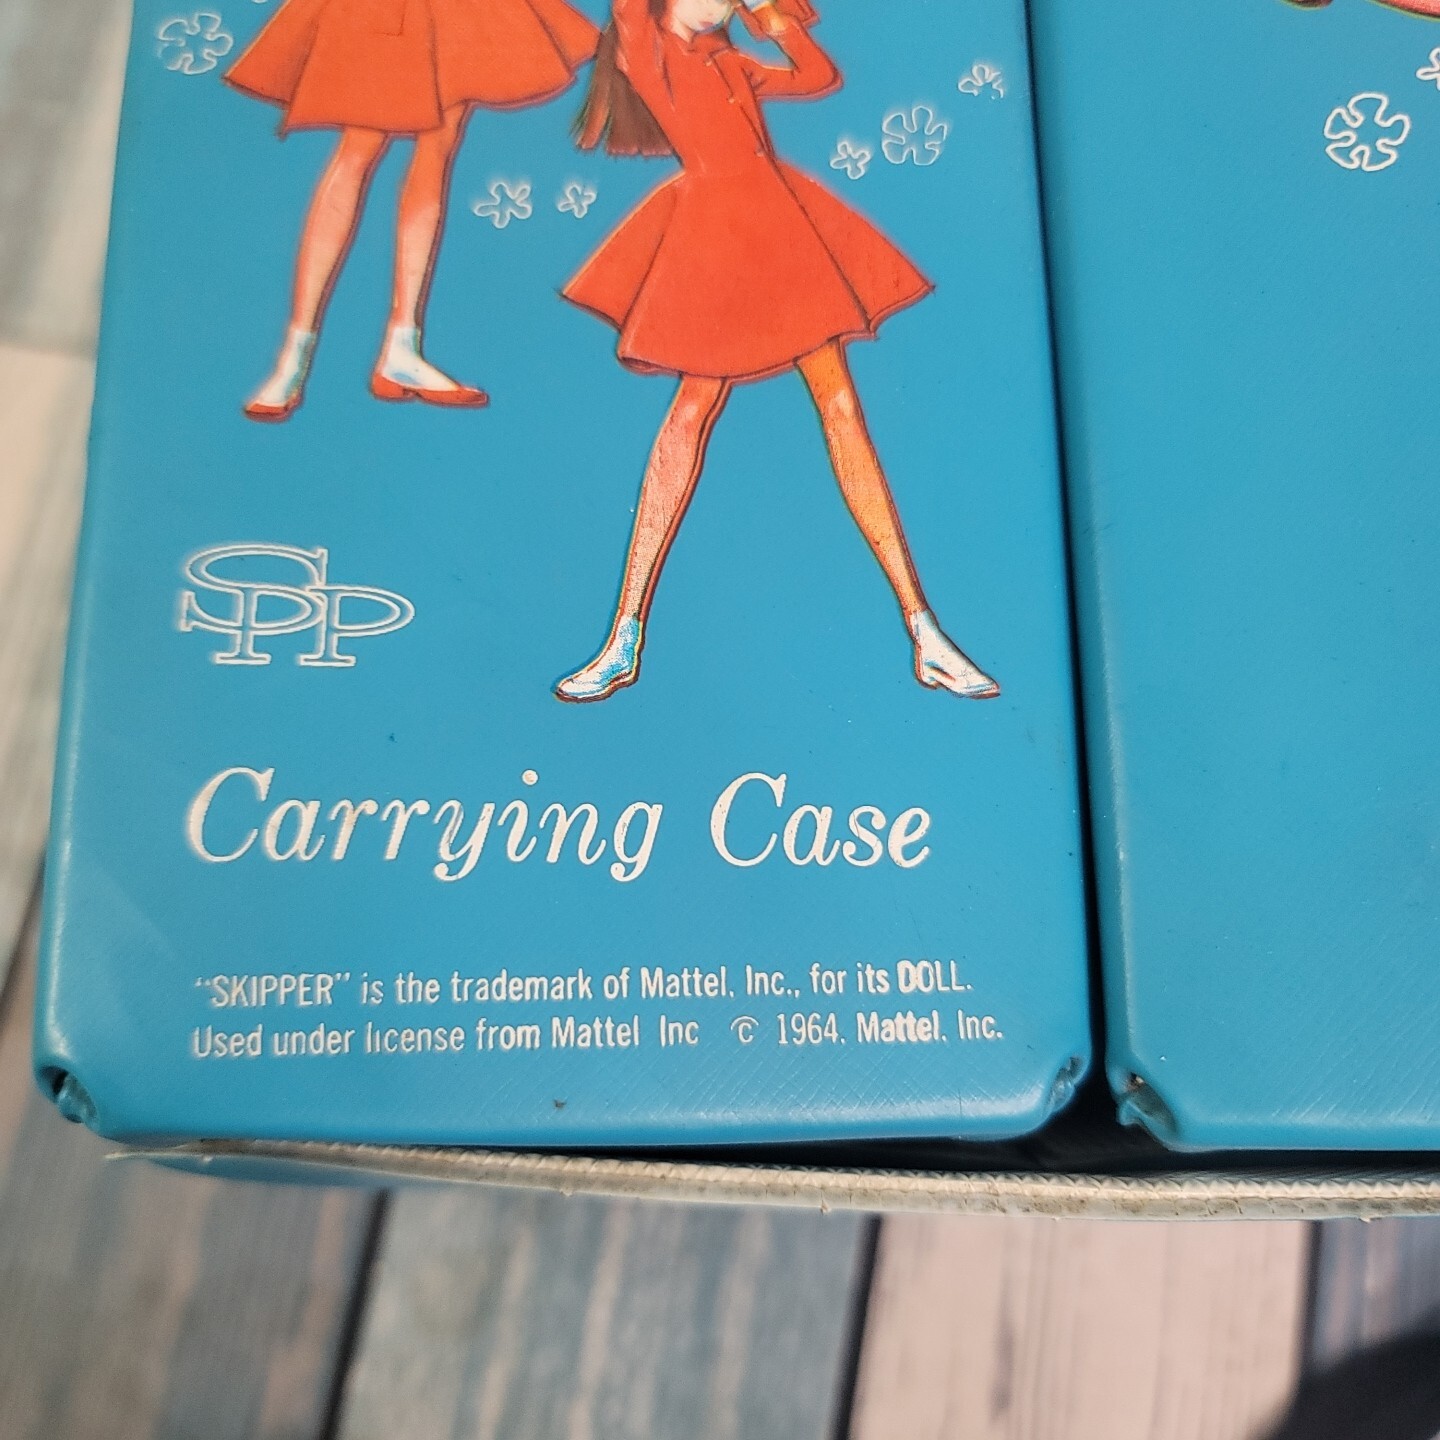 SPP
Carrying Case
"SKIPPER" is the trademark of Mattel, Inc., for its DOLL.
Used under license from Mattel Inc © 1964, Mattel, Inc.